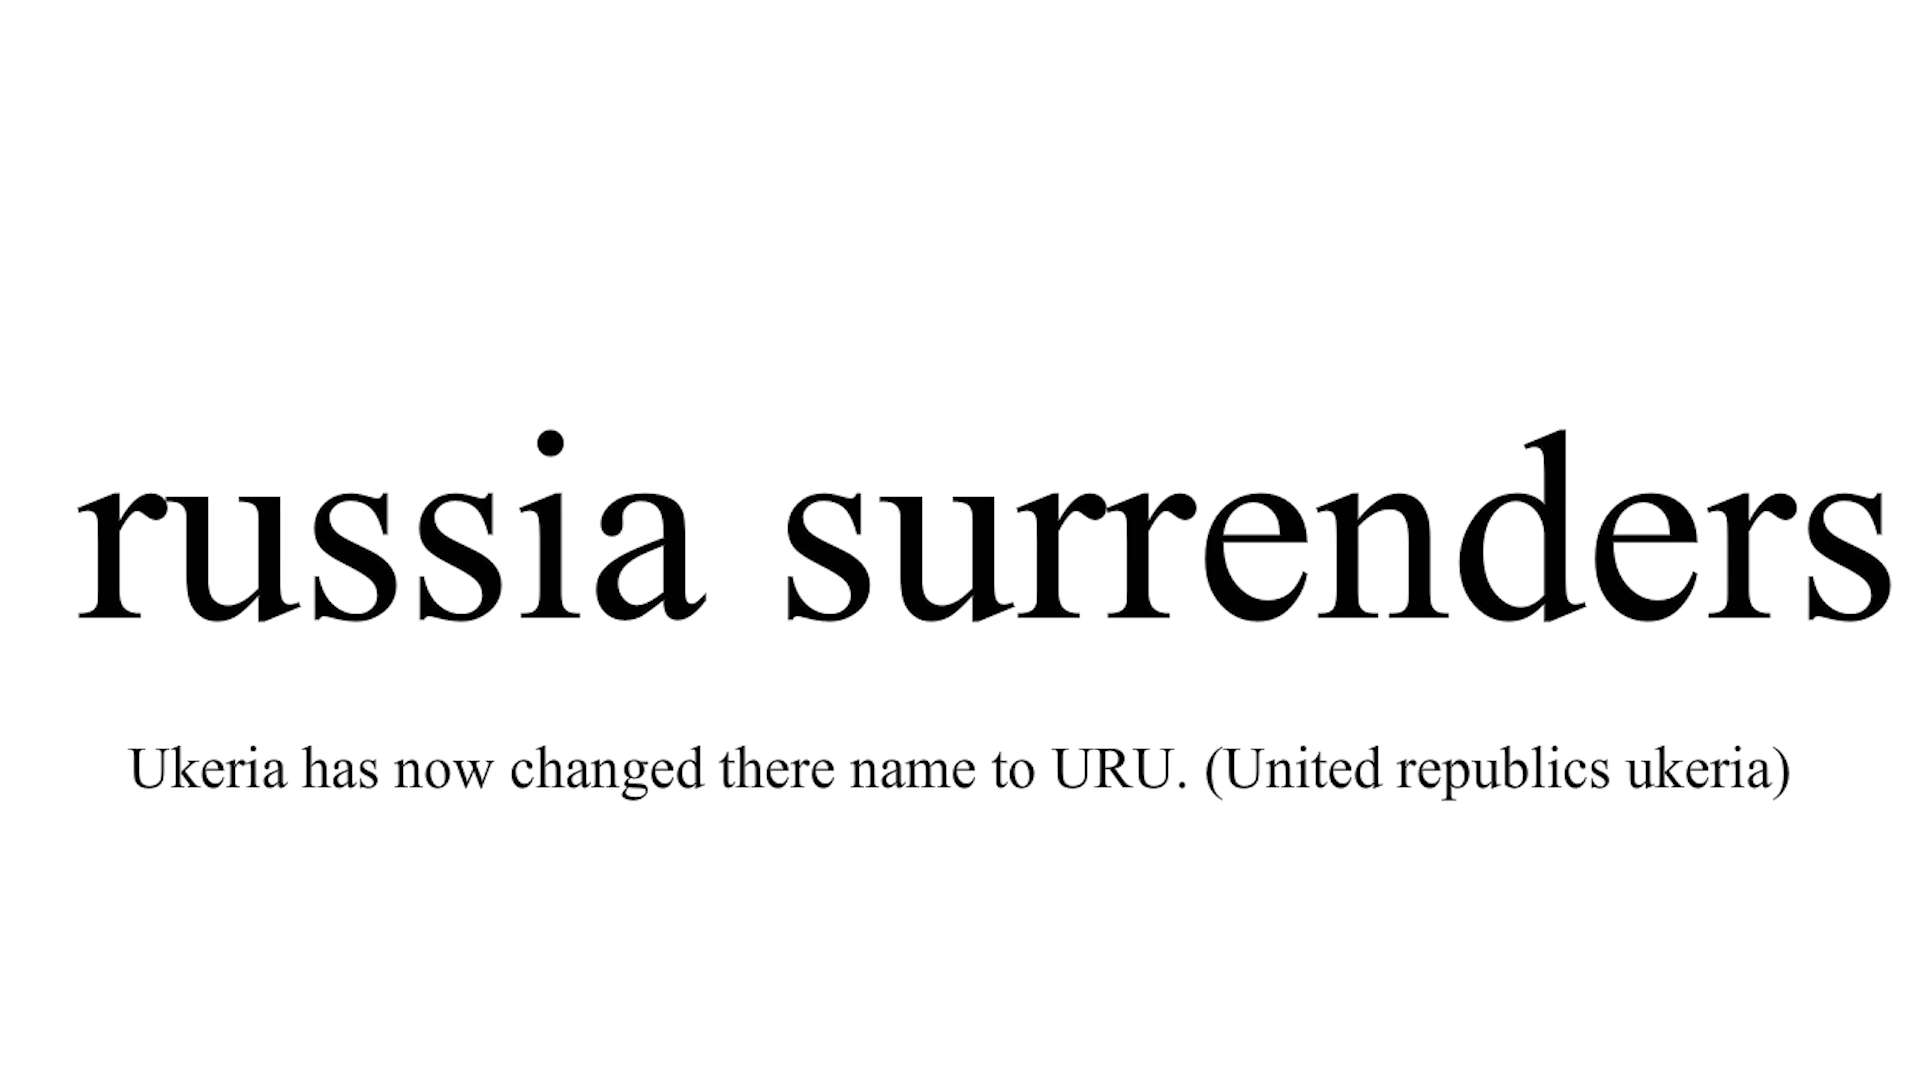 russia surrenders
Ukeria has now changed there name to URU. (United republics ukeria)